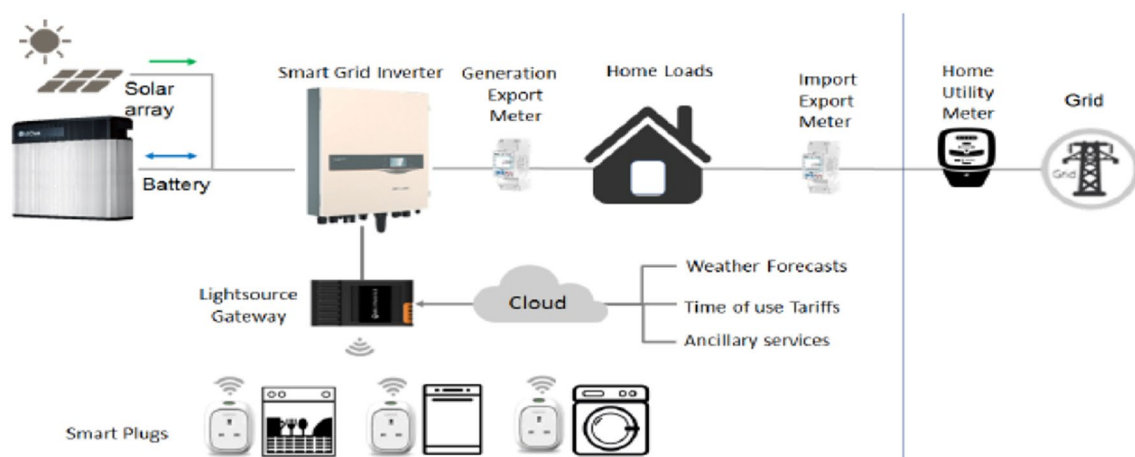 Solar
array
Battery
Smart Grid Inverter
Generation
Export
Meter
Home Loads
Import
Export
Meter
Home
Utility
Meter
Grid
Grid
Lightsource
Gateway
Cloud
Weather Forecasts
Time of use Tariffs
Ancillary services
Smart Plugs